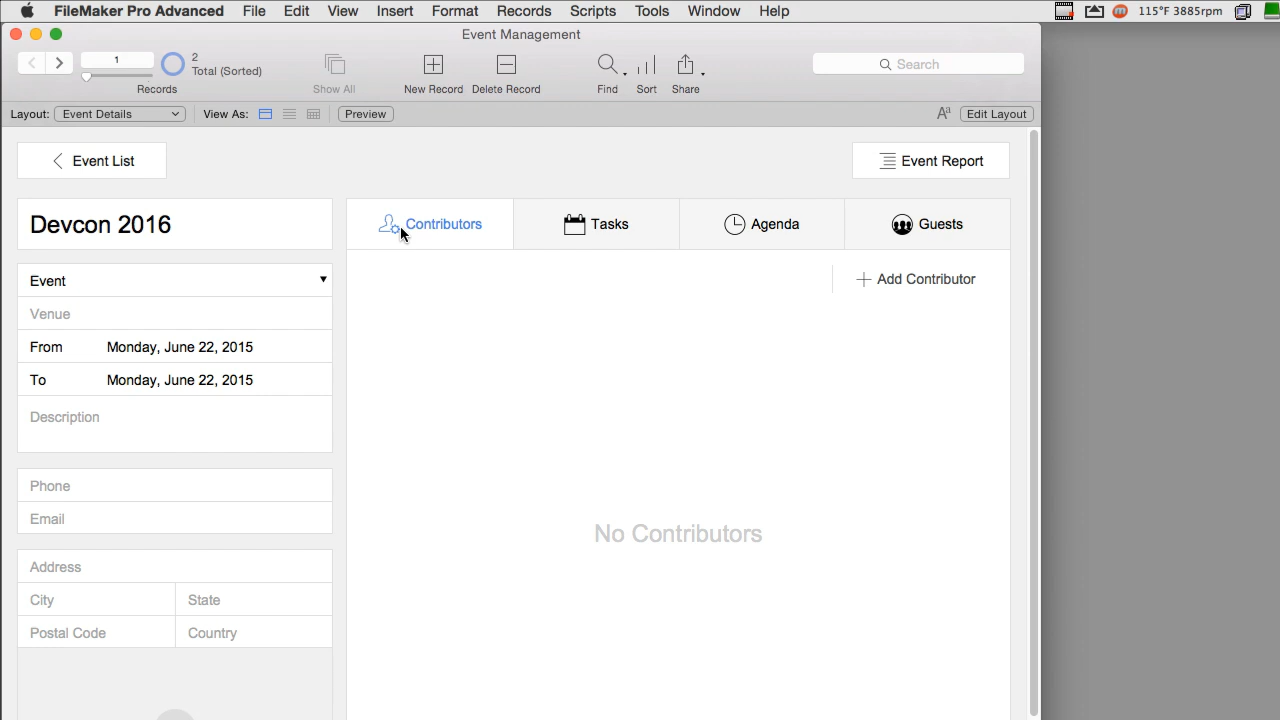 FileMaker Pro Advanced File Edit View Insert Format Records Scripts Tools Window Help 115°F 3885rpm
Event Management
1 2 Total (Sorted)
Records Show All New Record Delete Record Find Sort Share Search
Layout: Event Details View As: Preview Aa Edit Layout
Event List
Event Report
Devcon 2016
Contributors Tasks Agenda Guests
Event
Venue
From Monday, June 22, 2015
To Monday, June 22, 2015
Description
Phone
Email
Address
City State
Postal Code Country
Add Contributor
No Contributors